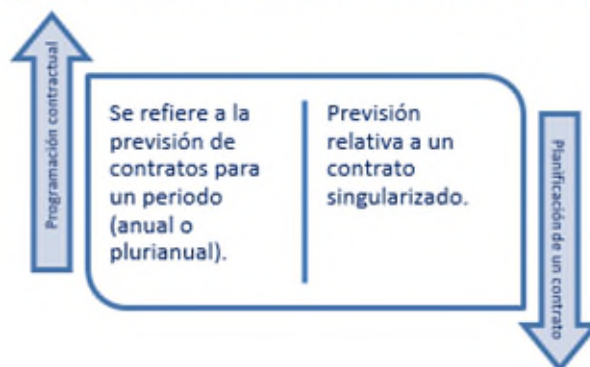 Programación contractual
Se refiere a la
previsión de
contratos para
un periodo
(anual o
plurianual).
Previsión
relativa a un
contrato
singularizado.
Planificación de un contrato